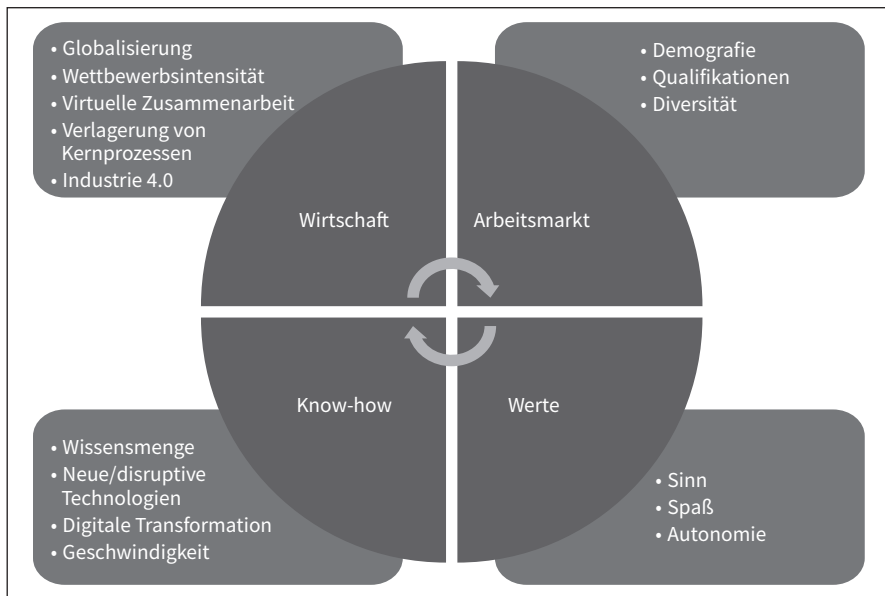 • Globalisierung
• Wettbewerbsintensität
• Virtuelle Zusammenarbeit
• Verlagerung von
Kernprozessen
• Industrie 4.0
• Demografie
• Qualifikationen
• Diversität
Wirtschaft
Arbeitsmarkt
Know-how
Werte
• Wissensmenge
• Neue/disruptive
Technologien
• Digitale Transformation
• Geschwindigkeit
• Sinn
• Spaß
• Autonomie